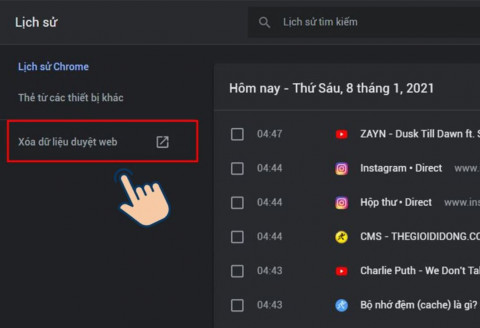 Lịch sử
Lịch sử tìm kiếm
Lịch sử Chrome
Thẻ từ các thiết bị khác
Xóa dữ liệu duyệt web
Hôm nay - Thứ Sáu, 8 tháng 1, 2021
04:47 ZAYN - Dusk Till Dawn ft.
04:44 Instagram • Direct www.
04:44 Hộp thư • Direct www.ins
04:44 CMS - THEGIOIDIDONG.CO
04:43 Charlie Puth - We Don't Tal
04:43 Bộ nhớ đệm (cache) là gì?